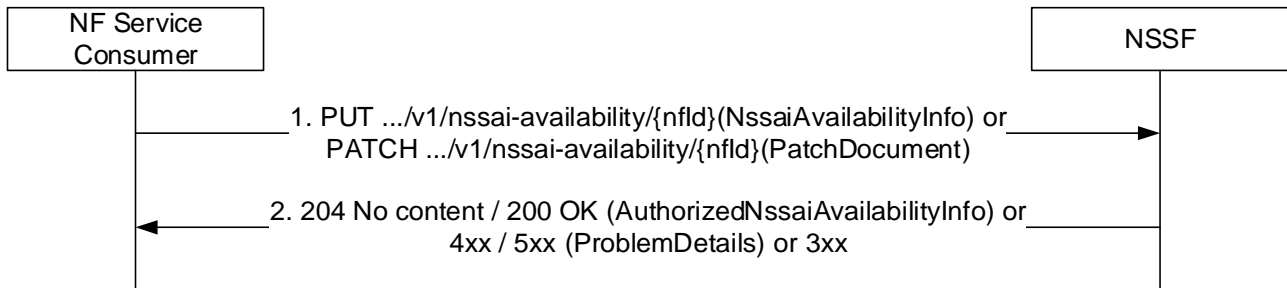 NF Service
Consumer
NSSF
1. PUT .../v1/nssai-availability/{nfId}(NssaiAvailabilityInfo) or
PATCH .../v1/nssai-availability/{nfId}(PatchDocument)
2. 204 No content / 200 OK (AuthorizedNssaiAvailabilityInfo) or
4xx / 5xx (ProblemDetails) or 3xx